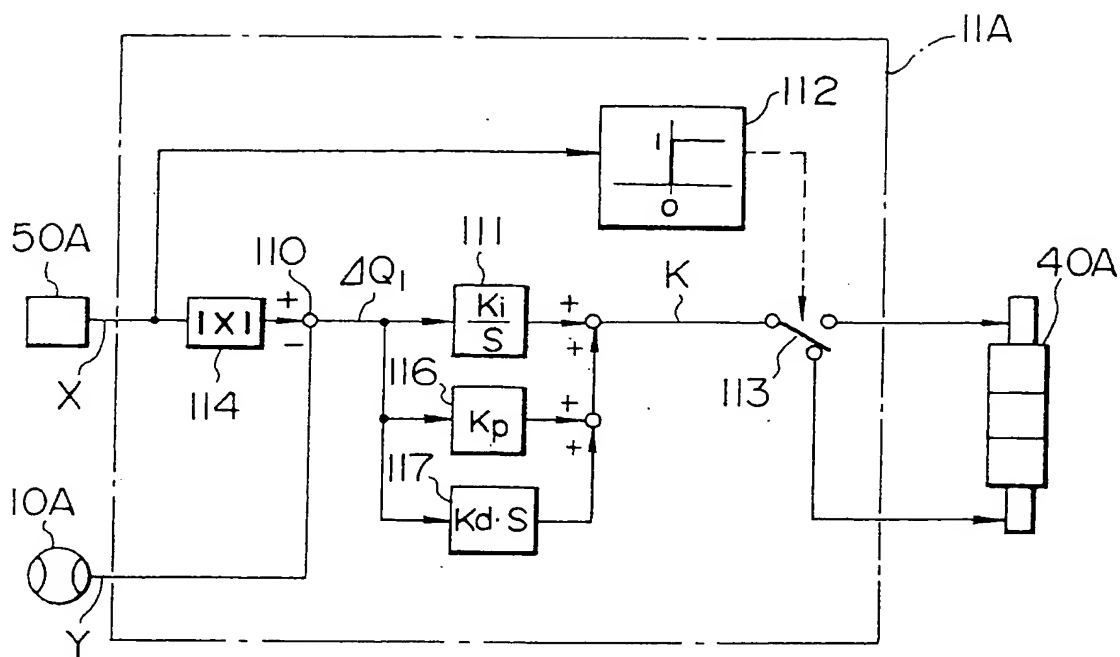 11A
112
1
0
50A
110
ΔQ1
111
Ki
S
K
40A
+
-
|X|
X
114
+
+
116
Kp
+
+
113
117
Kd·S
10A
Y